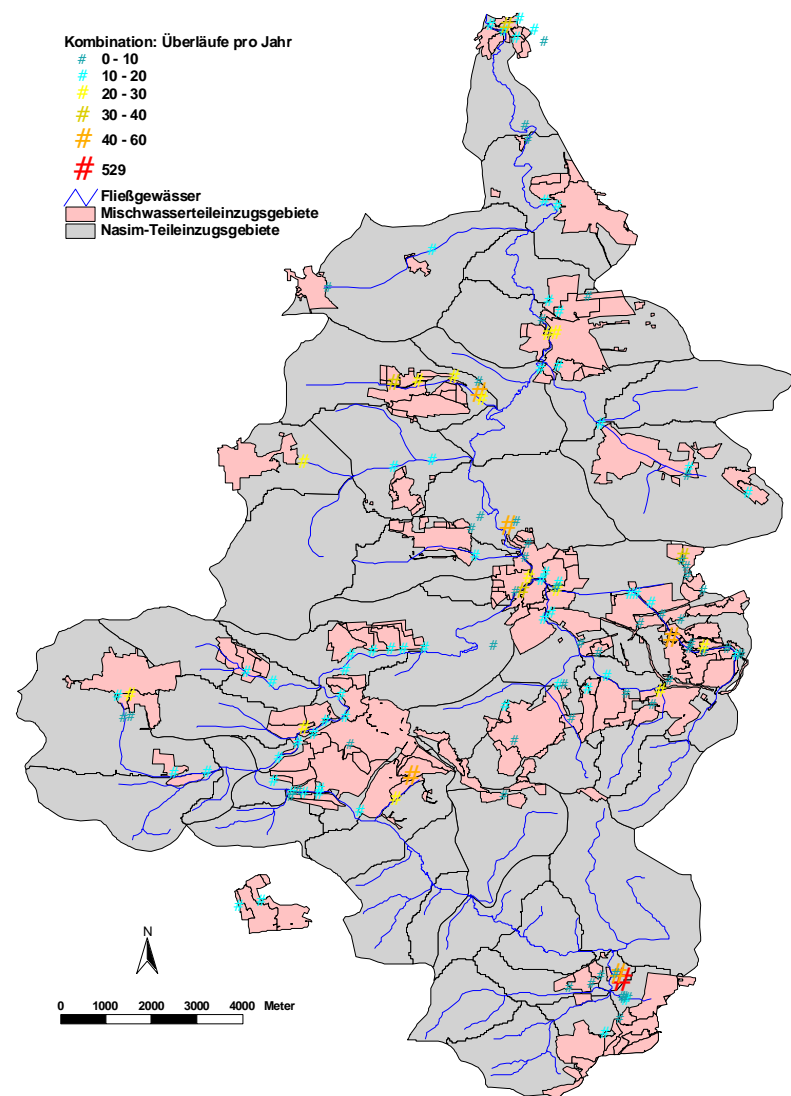 Kombination: Überläufe pro Jahr
# 0 - 10
# 10 - 20
# 20 - 30
# 30 - 40
# 40 - 60
# 529
Fließgewässer
Mischwasserteileinzugsgebiete
Nasim-Teileinzugsgebiete
N
0 1000 2000 3000 4000 Meter